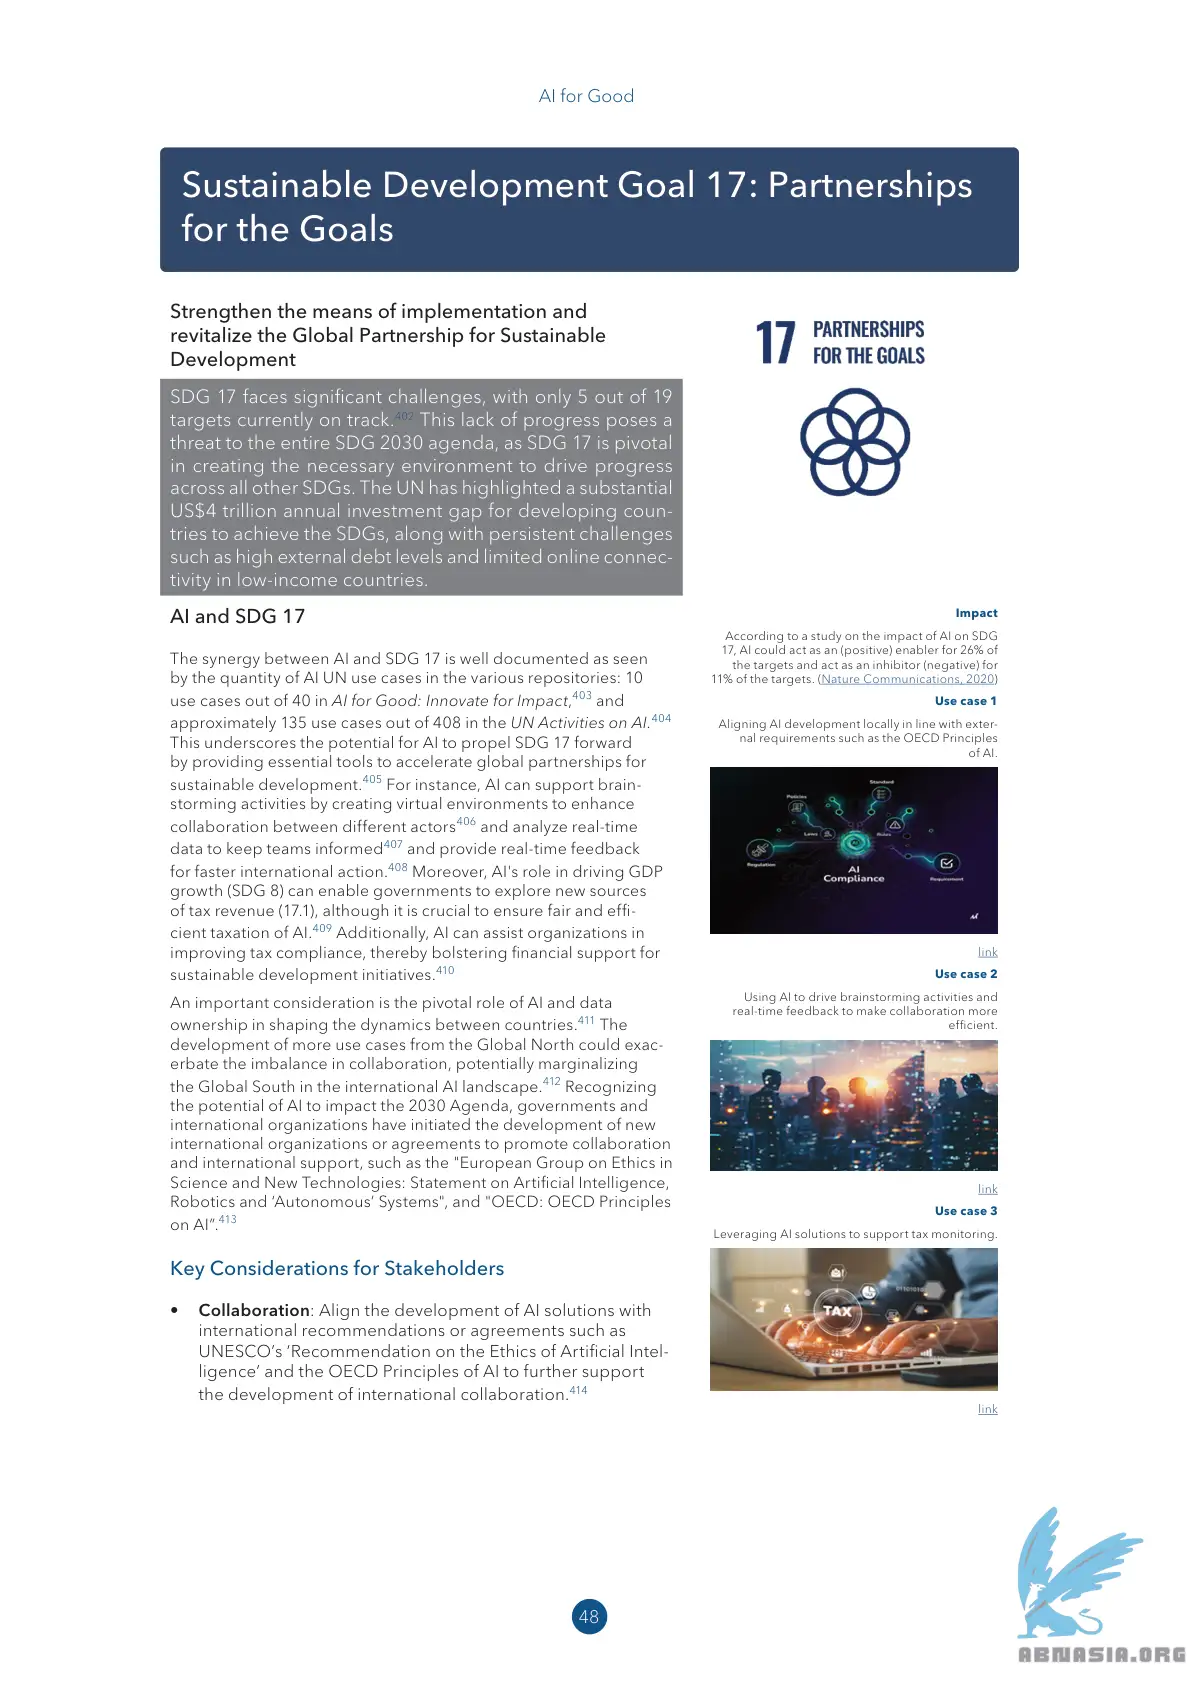 AI for Good
Sustainable Development Goal 17: Partnerships
for the Goals
Strengthen the means of implementation and
revitalize the Global Partnership for Sustainable
Development
SDG 17 faces significant challenges, with only 5 out of 19
targets currently on track.402 This lack of progress poses a
threat to the entire SDG 2030 agenda, as SDG 17 is pivotal
in creating the necessary environment to drive progress
across all other SDGs. The UN has highlighted a substantial
US$4 trillion annual investment gap for developing coun-
tries to achieve the SDGs, along with persistent challenges
such as high external debt levels and limited online connec-
tivity in low-income countries.
AI and SDG 17
The synergy between AI and SDG 17 is well documented as seen
by the quantity of AI UN use cases in the various repositories: 10
use cases out of 40 in AI for Good: Innovate for Impact,403 and
approximately 135 use cases out of 408 in the UN Activities on AI.404
This underscores the potential for AI to propel SDG 17 forward
by providing essential tools to accelerate global partnerships for
sustainable development.405 For instance, AI can support brain-
storming activities by creating virtual environments to enhance
collaboration between different actors406 and analyze real-time
data to keep teams informed407 and provide real-time feedback
for faster international action.408 Moreover, AI's role in driving GDP
growth (SDG 8) can enable governments to explore new sources
of tax revenue (17.1), although it is crucial to ensure fair and effi-
cient taxation of AI.409 Additionally, AI can assist organizations in
improving tax compliance, thereby bolstering financial support for
sustainable development initiatives.410
An important consideration is the pivotal role of AI and data
ownership in shaping the dynamics between countries.411 The
development of more use cases from the Global North could exac-
erbate the imbalance in collaboration, potentially marginalizing
the Global South in the international AI landscape.412 Recognizing
the potential of AI to impact the 2030 Agenda, governments and
international organizations have initiated the development of new
international organizations or agreements to promote collaboration
and international support, such as the "European Group on Ethics in
Science and New Technologies: Statement on Artificial Intelligence,
Robotics and ‘Autonomous’ Systems", and "OECD: OECD Principles
on AI”.413
Key Considerations for Stakeholders
• Collaboration: Align the development of AI solutions with
international recommendations or agreements such as
UNESCO’s ‘Recommendation on the Ethics of Artificial Intel-
ligence’ and the OECD Principles of AI to further support
the development of international collaboration.414
17 PARTNERSHIPS
FOR THE GOALS
Impact
According to a study on the impact of AI on SDG
17, AI could act as an (positive) enabler for 26% of
the targets and act as an inhibitor (negative) for
11% of the targets. (Nature Communications, 2020)
Use case 1
Aligning AI development locally in line with exter-
nal requirements such as the OECD Principles
of AI.
Standard
Policies
Laws
Rules
Regulation
AI
Compliance
Requirement
link
Use case 2
Using AI to drive brainstorming activities and
real-time feedback to make collaboration more
efficient.
link
Use case 3
Leveraging AI solutions to support tax monitoring.
TAX
link
48
ABNASIA.ORG